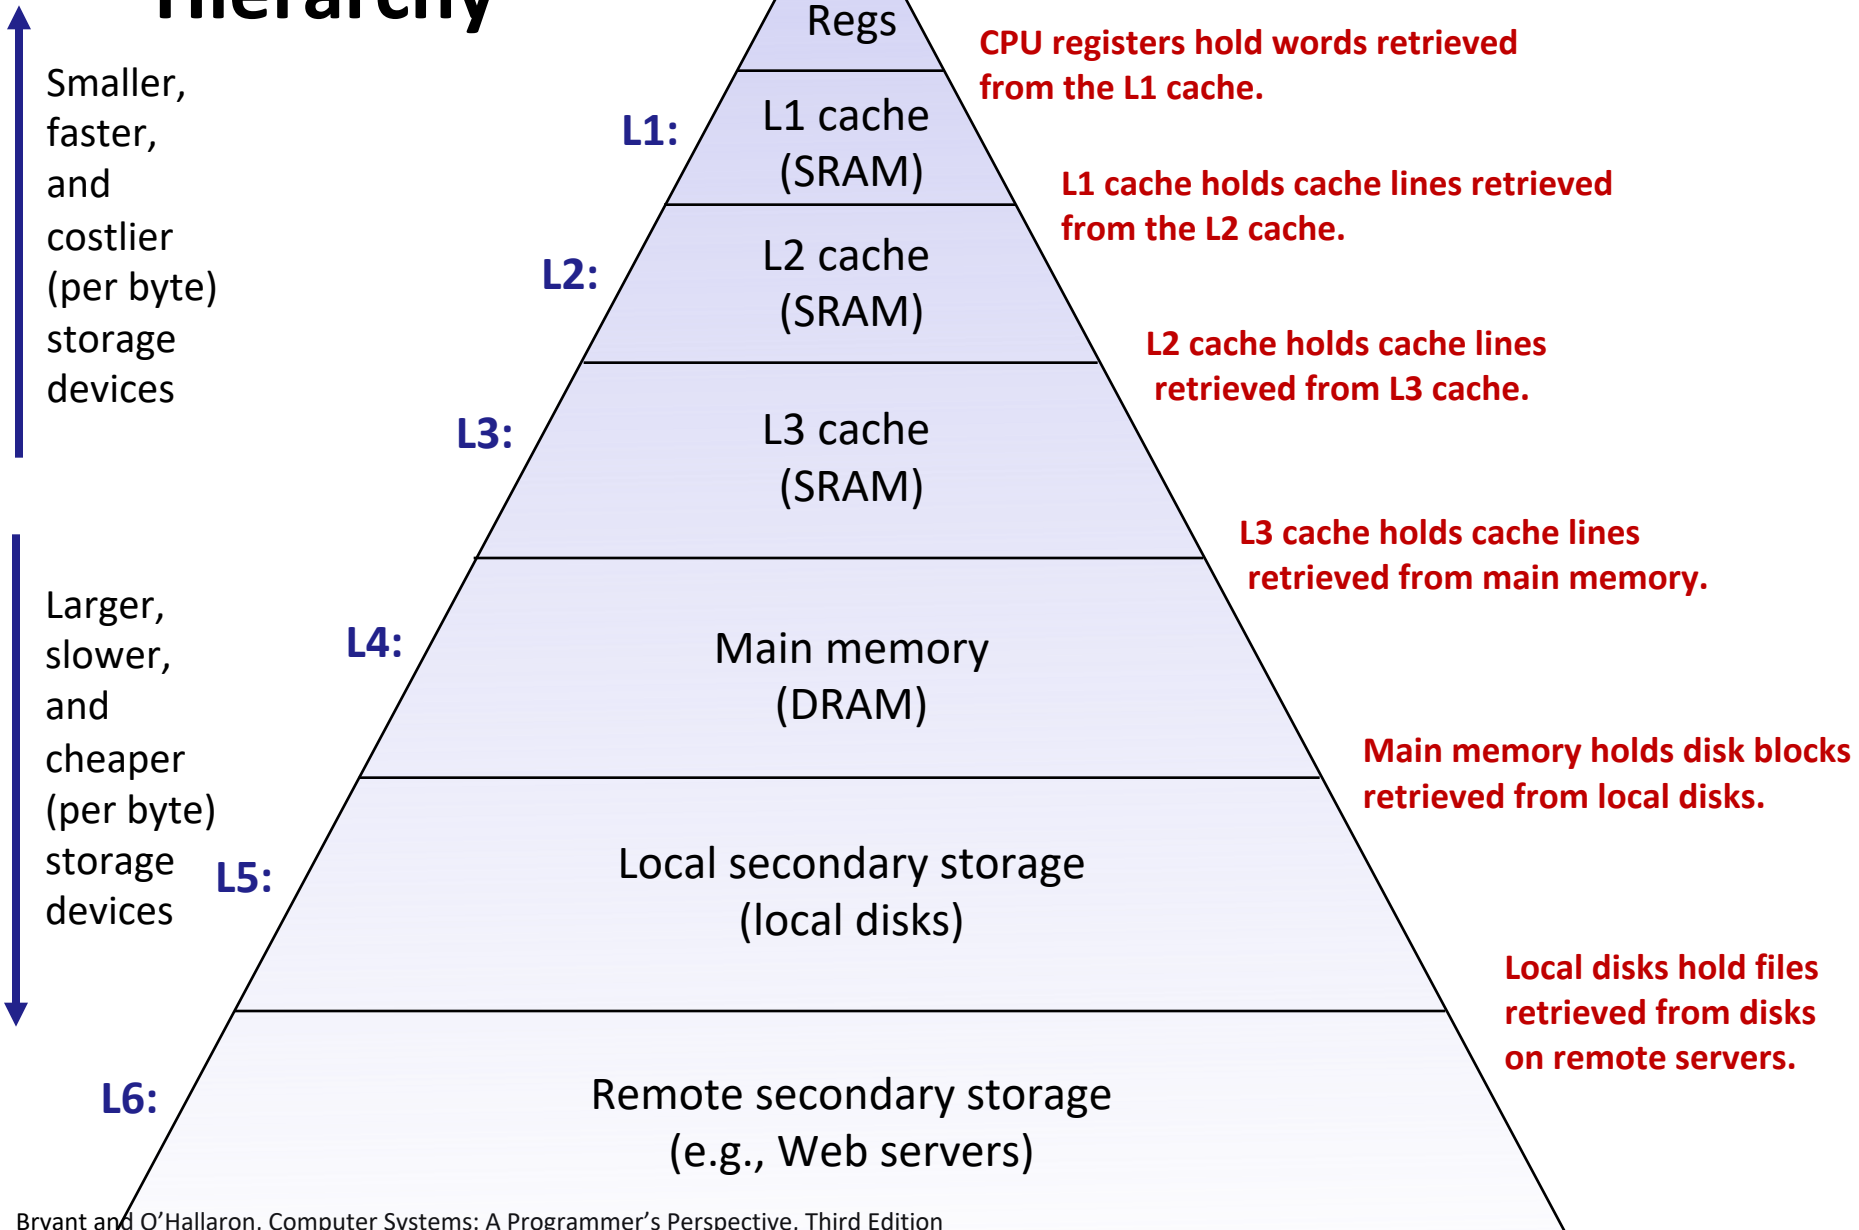 Hierarchy
Smaller,
faster,
and
costlier
(per byte)
storage
devices
Larger,
slower,
and
cheaper
(per byte)
storage
devices
Regs
L1:
L1 cache
(SRAM)
L2:
L2 cache
(SRAM)
L3:
L3 cache
(SRAM)
L4:
Main memory
(DRAM)
L5:
Local secondary storage
(local disks)
L6:
Remote secondary storage
(e.g., Web servers)
CPU registers hold words retrieved
from the L1 cache.
L1 cache holds cache lines retrieved
from the L2 cache.
L2 cache holds cache lines
retrieved from L3 cache.
L3 cache holds cache lines
retrieved from main memory.
Main memory holds disk blocks
retrieved from local disks.
Local disks hold files
retrieved from disks
on remote servers.
Bryant and O'Hallaron, Computer Systems: A Programmer's Perspective, Third Edition